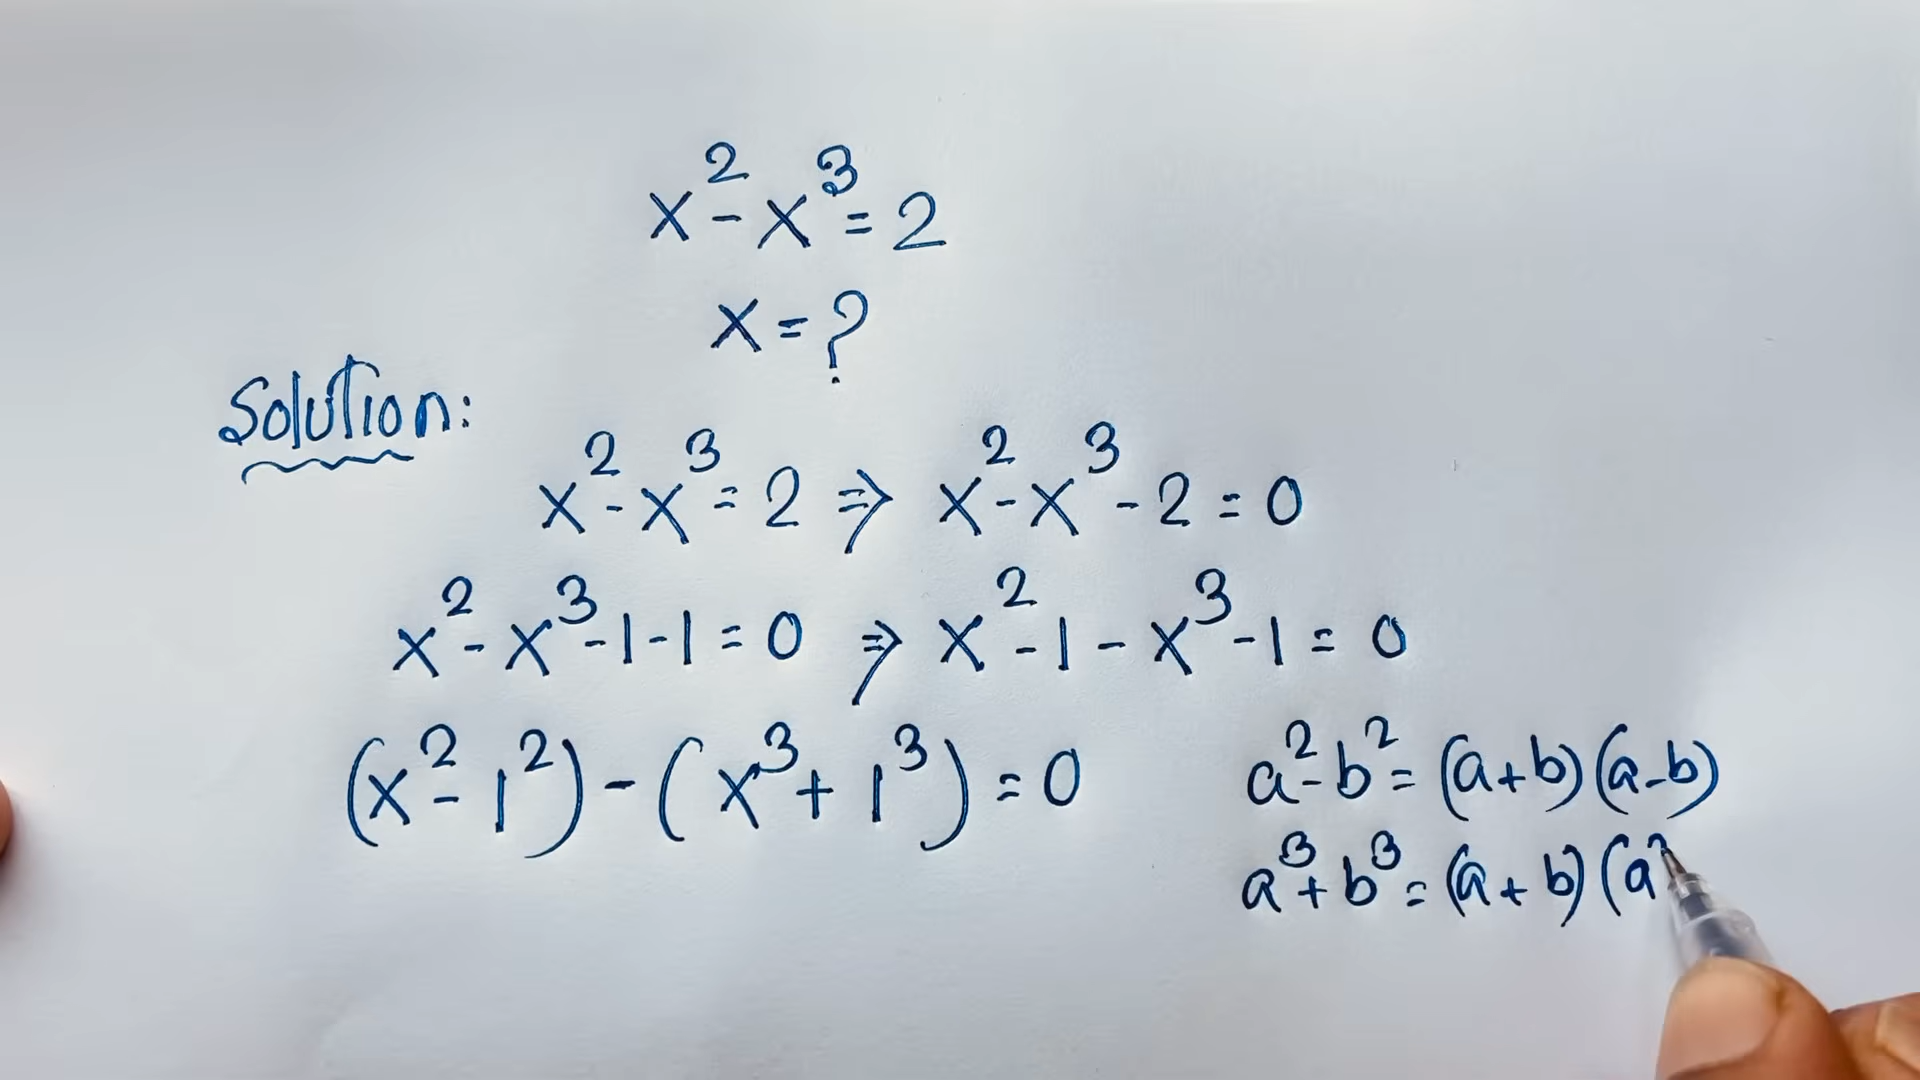 x² - x³ = 2
x = ?
Solution:
x² - x³ = 2 ⇒ x² - x³ - 2 = 0
x² - x³ - 1 - 1 = 0 ⇒ x² - 1 - x³ - 1 = 0
(x² - 1²) - (x³ + 1³) = 0
a² - b² = (a + b)(a - b)
a³ + b³ = (a + b)(a²